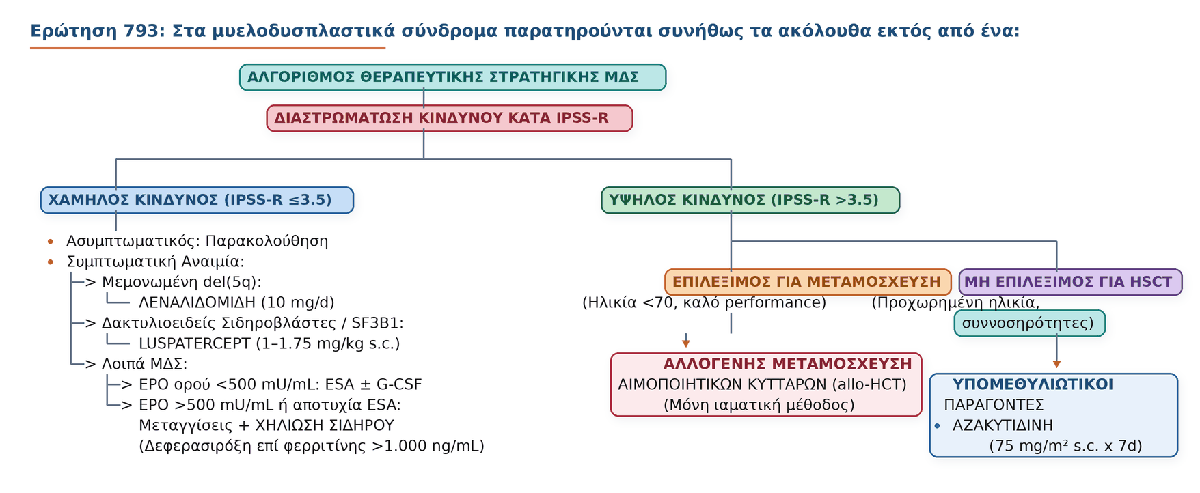 Ερώτηση 793: Στα μυελοδυσπλαστικά σύνδρομα παρατηρούνται συνήθως τα ακόλουθα εκτός από ένα:
ΑΛΓΟΡΙΘΜΟΣ ΘΕΡΑΠΕΥΤΙΚΗΣ ΣΤΡΑΤΗΓΙΚΗΣ ΜΔΣ
ΔΙΑΣΤΡΩΜΑΤΩΣΗ ΚΙΝΔΥΝΟΥ ΚΑΤΑ IPSS-R
ΧΑΜΗΛΟΣ ΚΙΝΔΥΝΟΣ (IPSS-R ≤3.5)
• Ασυμπτωματικός: Παρακολούθηση
• Συμπτωματική Αναιμία:
─> Μεμονωμένη del(5q):
└── ΛΕΝΑΛΙΔΟΜΙΔΗ (10 mg/d)
─> Δακτυλιοειδείς Σιδηροβλάστες / SF3B1:
└── LUSPATERCEPT (1–1.75 mg/kg s.c.)
─> Λοιπά ΜΔΣ:
─> EPO ορού <500 mU/mL: ESA ± G-CSF
─> EPO >500 mU/mL ή αποτυχία ESA:
Μεταγγίσεις + ΧΗΛΙΩΣΗ ΣΙΔΗΡΟΥ
(Δεφερασιρόξη επί φερριτίνης >1.000 ng/mL)
ΥΨΗΛΟΣ ΚΙΝΔΥΝΟΣ (IPSS-R >3.5)
ΕΠΙΛΕΞΙΜΟΣ ΓΙΑ ΜΕΤΑΜΟΣΧΕΥΣΗ
(Ηλικία <70, καλό performance)
ΑΛΛΟΓΕΝΗΣ ΜΕΤΑΜΟΣΧΕΥΣΗ
ΑΙΜΟΠΟΙΗΤΙΚΩΝ ΚΥΤΤΑΡΩΝ (allo-HCT)
(Μόνη ιαματική μέθοδος)
ΜΗ ΕΠΙΛΕΞΙΜΟΣ ΓΙΑ HSCT
(Προχωρημένη ηλικία,
συννοσηρότητες)
ΥΠΟΜΕΘΥΛΙΩΤΙΚΟΙ
ΠΑΡΑΓΟΝΤΕΣ
• ΑΖΑΚΥΤΙΔΙΝΗ
(75 mg/m² s.c. x 7d)